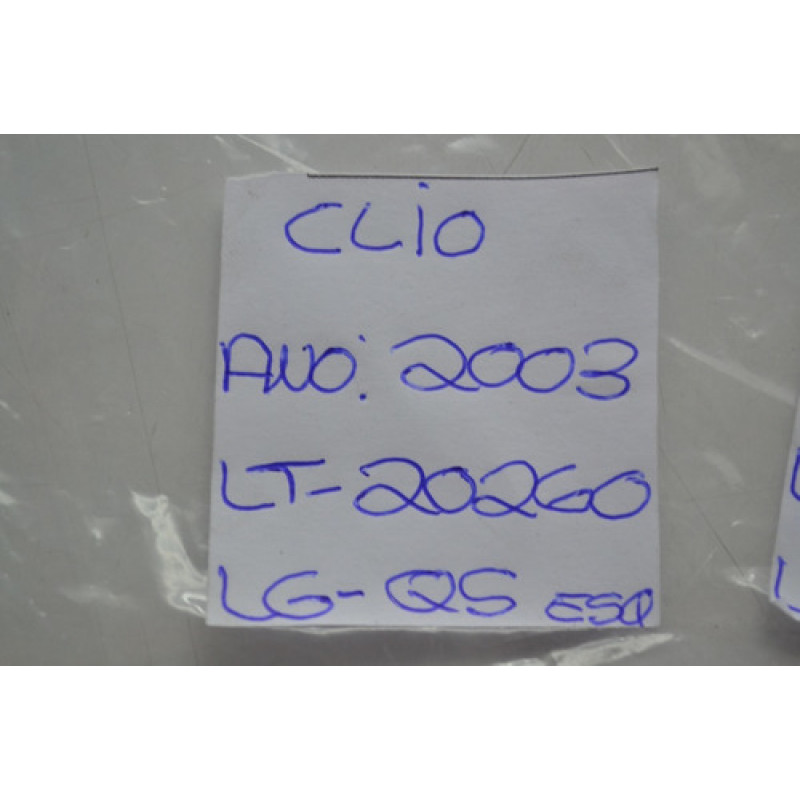 CLIO
ANO: 2003
LT-20260
LG-QS ESQ